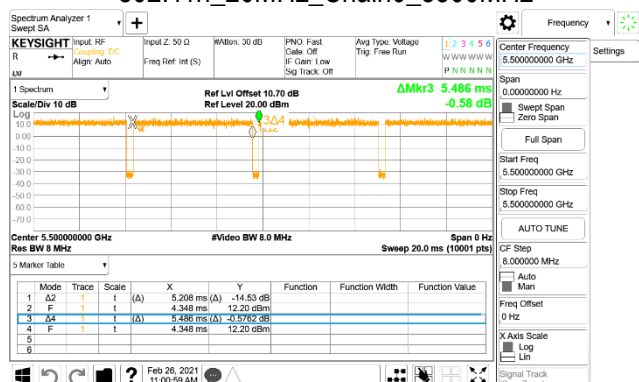 Spectrum Analyzer 1
Swept SA
Frequency
KEYSIGHT
Input: RF
Coupling: DC
Align: Auto
Input Z: 50 Ω
Freq Ref: Int (S)
#Atten: 30 dB
PNO: Fast
Gate: Off
IF Gain: Low
Sig Track: Off
Avg Type: Voltage
Trig: Free Run
1 2 3 4 5 6
W W W W W W
P N N N N N
R
LXI
1 Spectrum
Scale/Div 10 dB
Ref Lvl Offset 10.70 dB
Ref Level 20.00 dBm
ΔMkr3 5.486 ms
-0.58 dB
Log
10.0
0.00
-10.0
-20.0
-30.0
-40.0
-50.0
-60.0
-70.0
3Δ4
Center 5.500000000 GHz
Res BW 8 MHz
#Video BW 8.0 MHz
Span 0 Hz
Sweep 20.0 ms (10001 pts)
5 Marker Table
Mode Trace Scale X Y Function Function Width Function Value
1 Δ2 1 t (Δ) 5.208 ms (Δ) -14.53 dB
2 F 1 t 4.348 ms 12.20 dBm
3 Δ4 1 t (Δ) 5.486 ms (Δ) -0.5762 dB
4 F 1 t 4.348 ms 12.20 dBm
5
6
Feb 26, 2021
11:00:59 AM
Center Frequency
5.500000000 GHz
Settings
Span
0.00000000 Hz
Swept Span
Zero Span
Full Span
Start Freq
5.500000000 GHz
Stop Freq
5.500000000 GHz
AUTO TUNE
CF Step
8.000000 MHz
Auto
Man
Freq Offset
0 Hz
X Axis Scale
Log
Lin
Signal Track